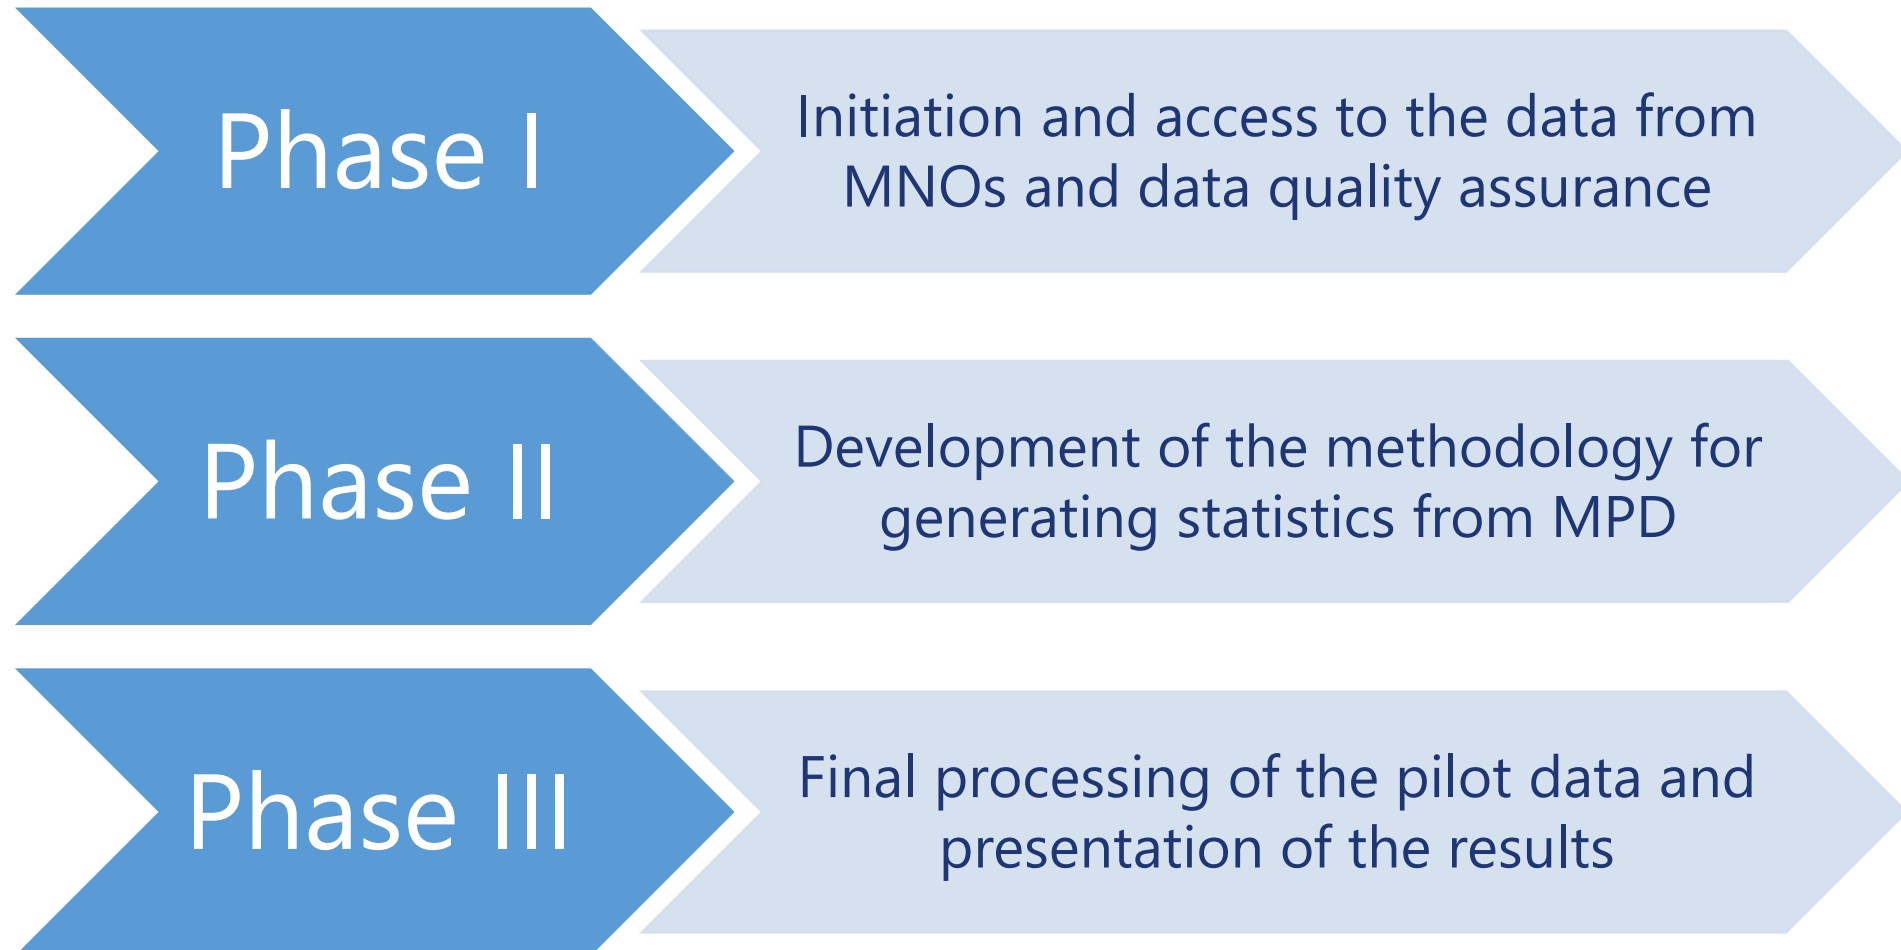 Phase I
Initiation and access to the data from
MNOs and data quality assurance
Phase II
Development of the methodology for
generating statistics from MPD
Phase III
Final processing of the pilot data and
presentation of the results